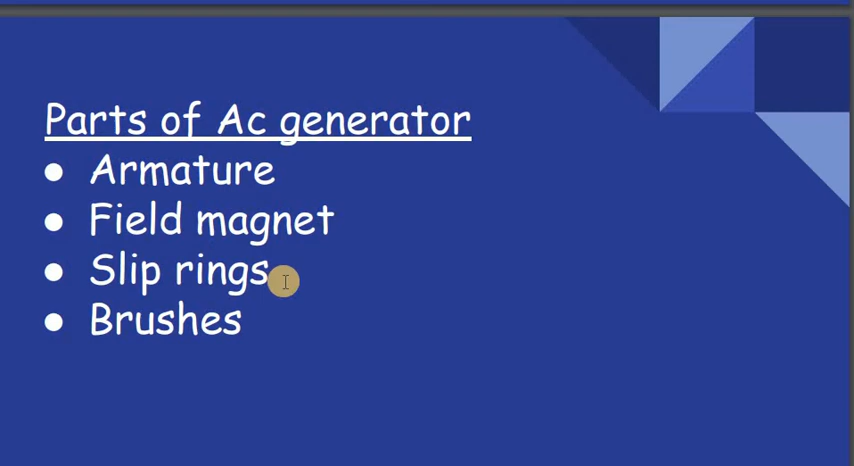 Parts of Ac generator
● Armature
● Field magnet
● Slip rings
● Brushes